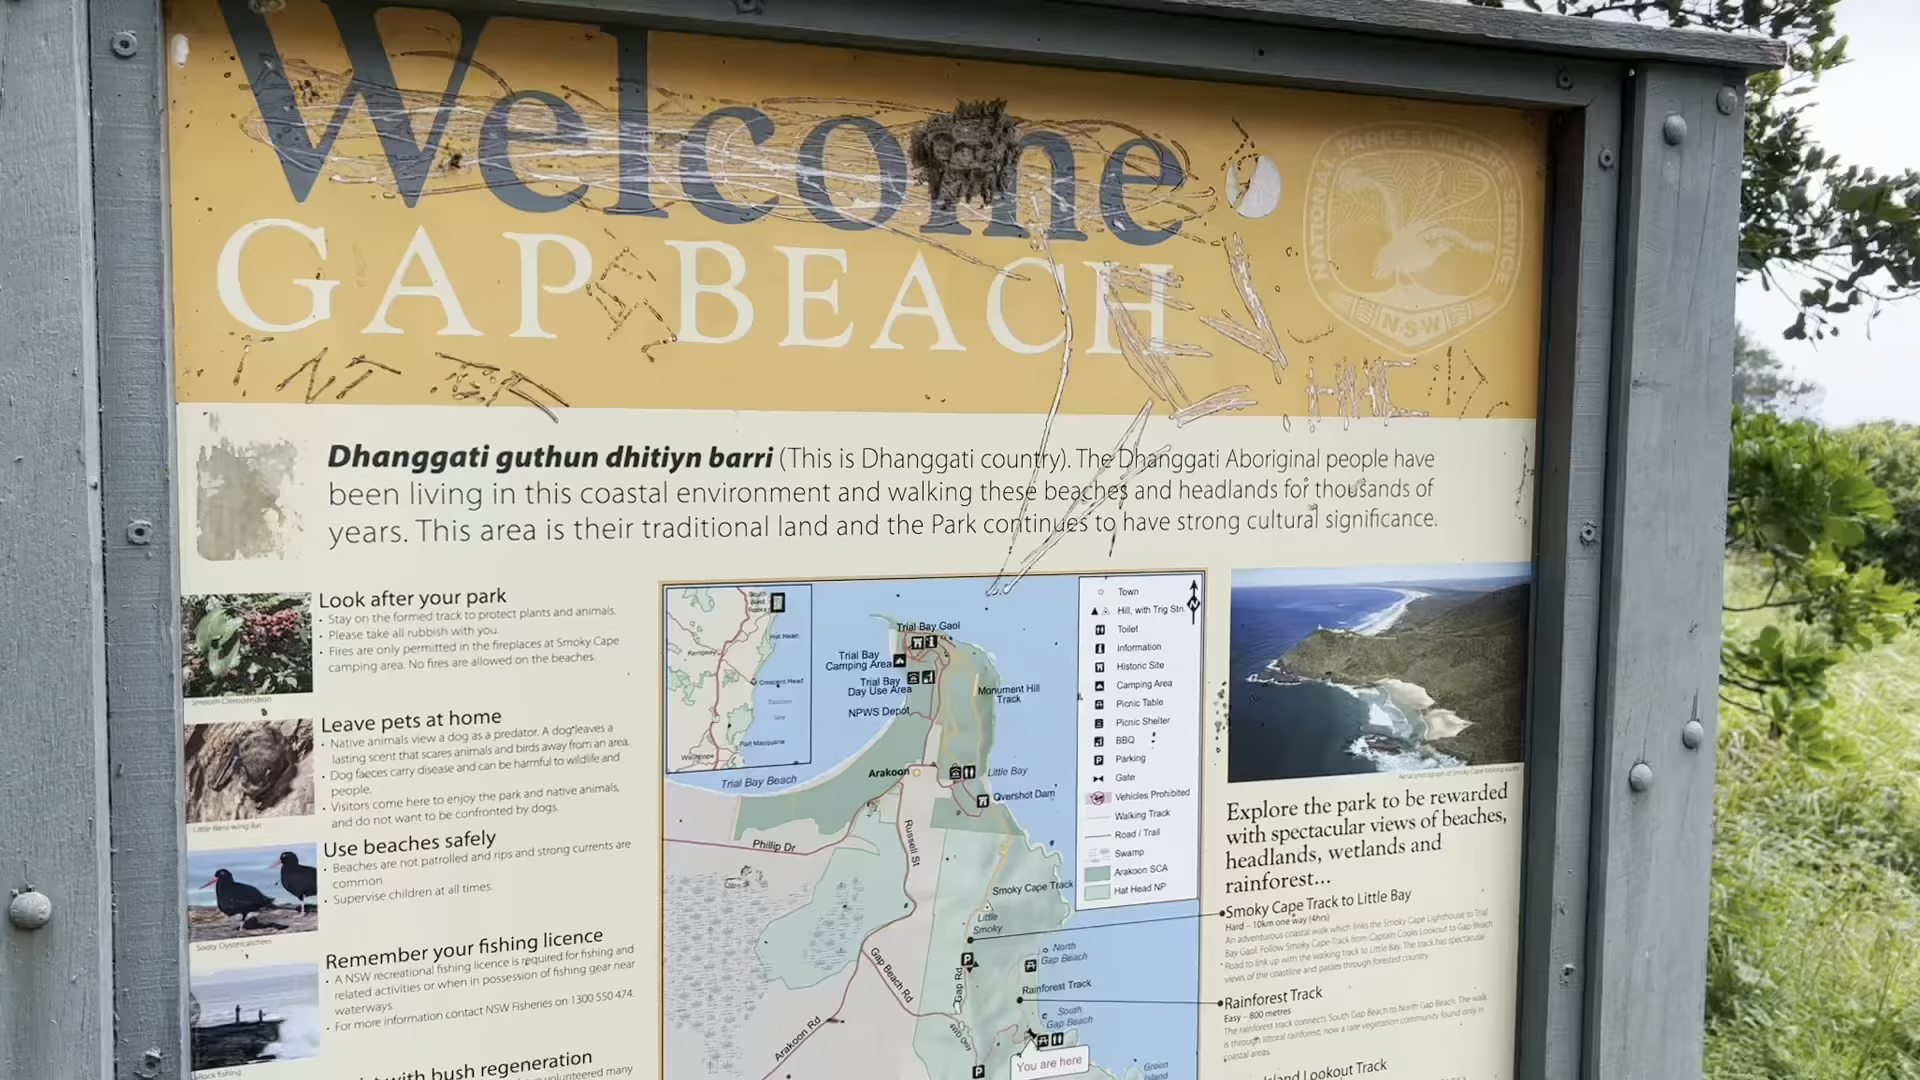 Welcome
GAP BEACH
NATIONAL PARKS & WILDLIFE SERVICE
N·S·W
Dhanggati guthun dhitiyn barri (This is Dhanggati country). The Dhanggati Aboriginal people have
been living in this coastal environment and walking these beaches and headlands for thousands of
years. This area is their traditional land and the Park continues to have strong cultural significance.
Look after your park
• Stay on the formed track to protect plants and animals.
• Please take all rubbish with you.
• Fires are only permitted in the fireplaces at Smoky Cape
camping area. No fires are allowed on the beaches.
Smooth Clerodendron
Leave pets at home
• Native animals view a dog as a predator. A dog leaves a
lasting scent that scares animals and birds away from an area.
• Dog faeces carry disease and can be harmful to wildlife and
people.
• Visitors come here to enjoy the park and native animals,
and do not want to be confronted by dogs.
Little Bent-wing Bat
Use beaches safely
• Beaches are not patrolled and rips and strong currents are
common.
• Supervise children at all times.
Sooty Oystercatchers
Remember your fishing licence
• A NSW recreational fishing licence is required for fishing and
related activities or when in possession of fishing gear near
waterways.
• For more information contact NSW Fisheries on 1300 550 474.
Rock fishing
with bush regeneration
volunteered many
South
West
Rocks
Hat Head
Kempsey
Crescent Head
Tasman
Sea
Port Macquarie
Wauchope
Trial Bay Gaol
Trial Bay
Camping Area
Trial Bay
Day Use Area
NPWS Depot
Monument Hill
Track
Trial Bay Beach
Arakoon
Little Bay
Overshot Dam
Phillip Dr
Russell St
Smoky Cape Track
Little
Smoky
North
Gap Beach
Gap Beach Rd
Gap Rd
Rainforest Track
South
Gap Beach
Arakoon Rd
4WD Only
You are here
Green
Island
Town
Hill, with Trig Stn.
Toilet
Information
Historic Site
Camping Area
Picnic Table
Picnic Shelter
BBQ
Parking
Gate
Vehicles Prohibited
Walking Track
Road / Trail
Swamp
Arakoon SCA
Hat Head NP
N
Aerial photograph of Smoky Cape looking south
Explore the park to be rewarded
with spectacular views of beaches,
headlands, wetlands and
rainforest...
Smoky Cape Track to Little Bay
Hard – 10km one way (4hrs)
An adventurous coastal walk which links the Smoky Cape Lighthouse to Trial
Bay Gaol. Follow Smoky Cape Track from Captain Cooks Lookout to Gap Beach
Road to link up with the walking track to Little Bay. The track has spectacular
views of the coastline and passes through forested country.
Rainforest Track
Easy – 800 metres
The rainforest track connects South Gap Beach to North Gap Beach. The walk
is through littoral rainforest, now a rare vegetation community found only in
coastal areas.
Island Lookout Track